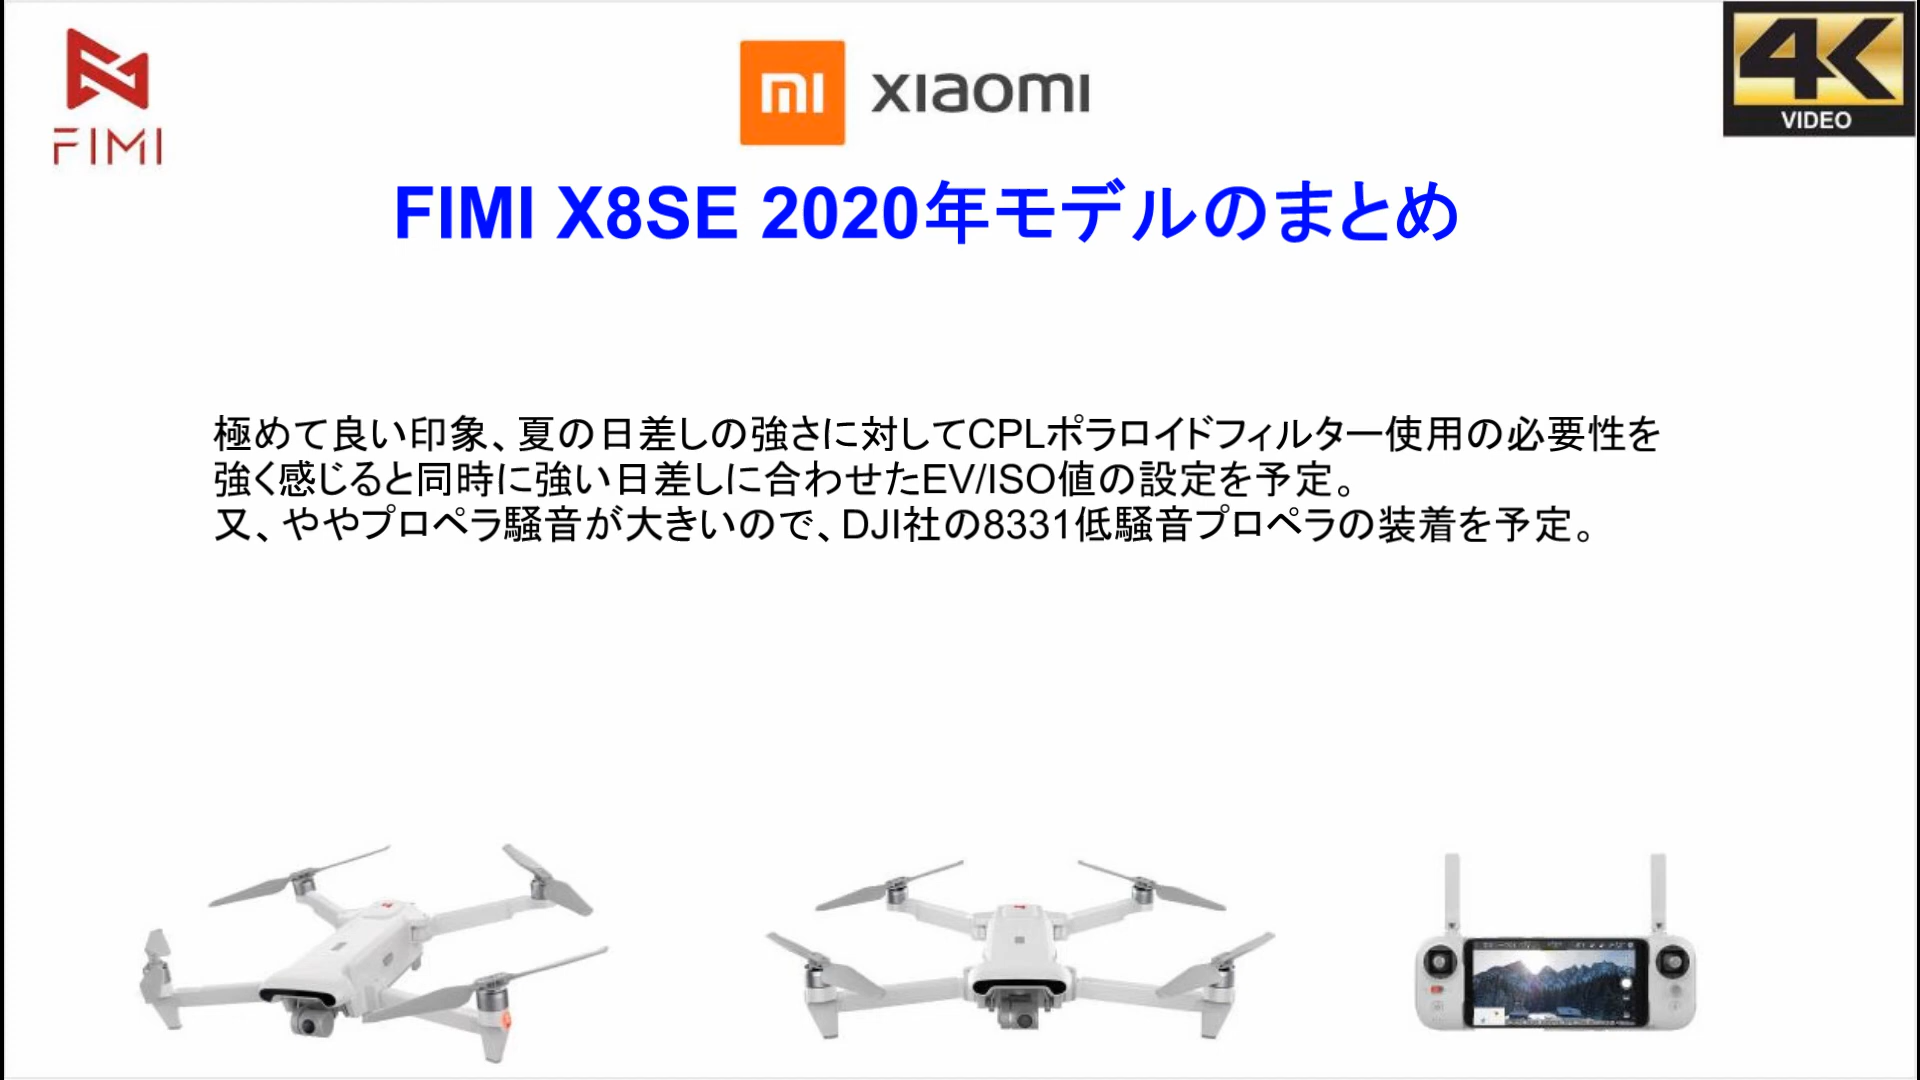 FIMI
mi xiaomi
4K
VIDEO
FIMI X8SE 2020年モデルのまとめ
極めて良い印象、夏の日差しの強さに対してCPLポラロイドフィルター使用の必要性を
強く感じると同時に強い日差しに合わせたEV/ISO値の設定を予定。
又、ややプロペラ騒音が大きいので、DJI社の8331低騒音プロペラの装着を予定。